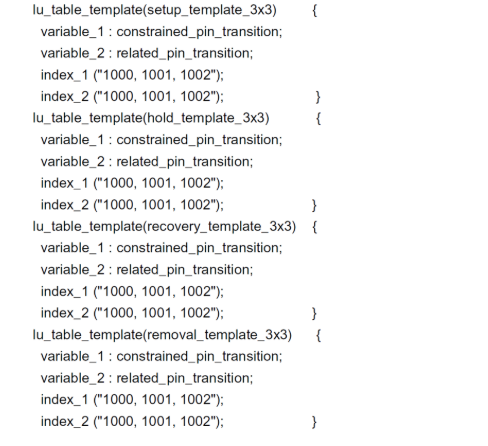 lu_table_template(setup_template_3x3) {
variable_1 : constrained_pin_transition;
variable_2 : related_pin_transition;
index_1 ("1000, 1001, 1002");
index_2 ("1000, 1001, 1002"); }
lu_table_template(hold_template_3x3) {
variable_1 : constrained_pin_transition;
variable_2 : related_pin_transition;
index_1 ("1000, 1001, 1002");
index_2 ("1000, 1001, 1002"); }
lu_table_template(recovery_template_3x3) {
variable_1 : constrained_pin_transition;
variable_2 : related_pin_transition;
index_1 ("1000, 1001, 1002");
index_2 ("1000, 1001, 1002"); }
lu_table_template(removal_template_3x3) {
variable_1 : constrained_pin_transition;
variable_2 : related_pin_transition;
index_1 ("1000, 1001, 1002");
index_2 ("1000, 1001, 1002"); }